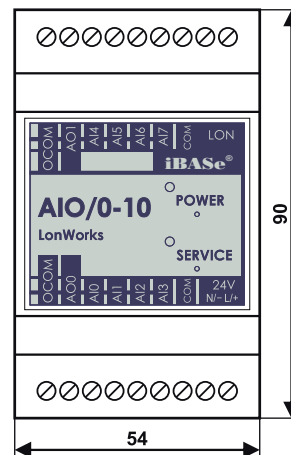 OCOM AO1 AI4 AI5 AI6 AI7 COM LON
iBASe®
AIO/0-10
POWER
LonWorks
SERVICE
OCOM AO0 AI0 AI1 AI2 AI3 COM 24V
N/– L/+
90
54